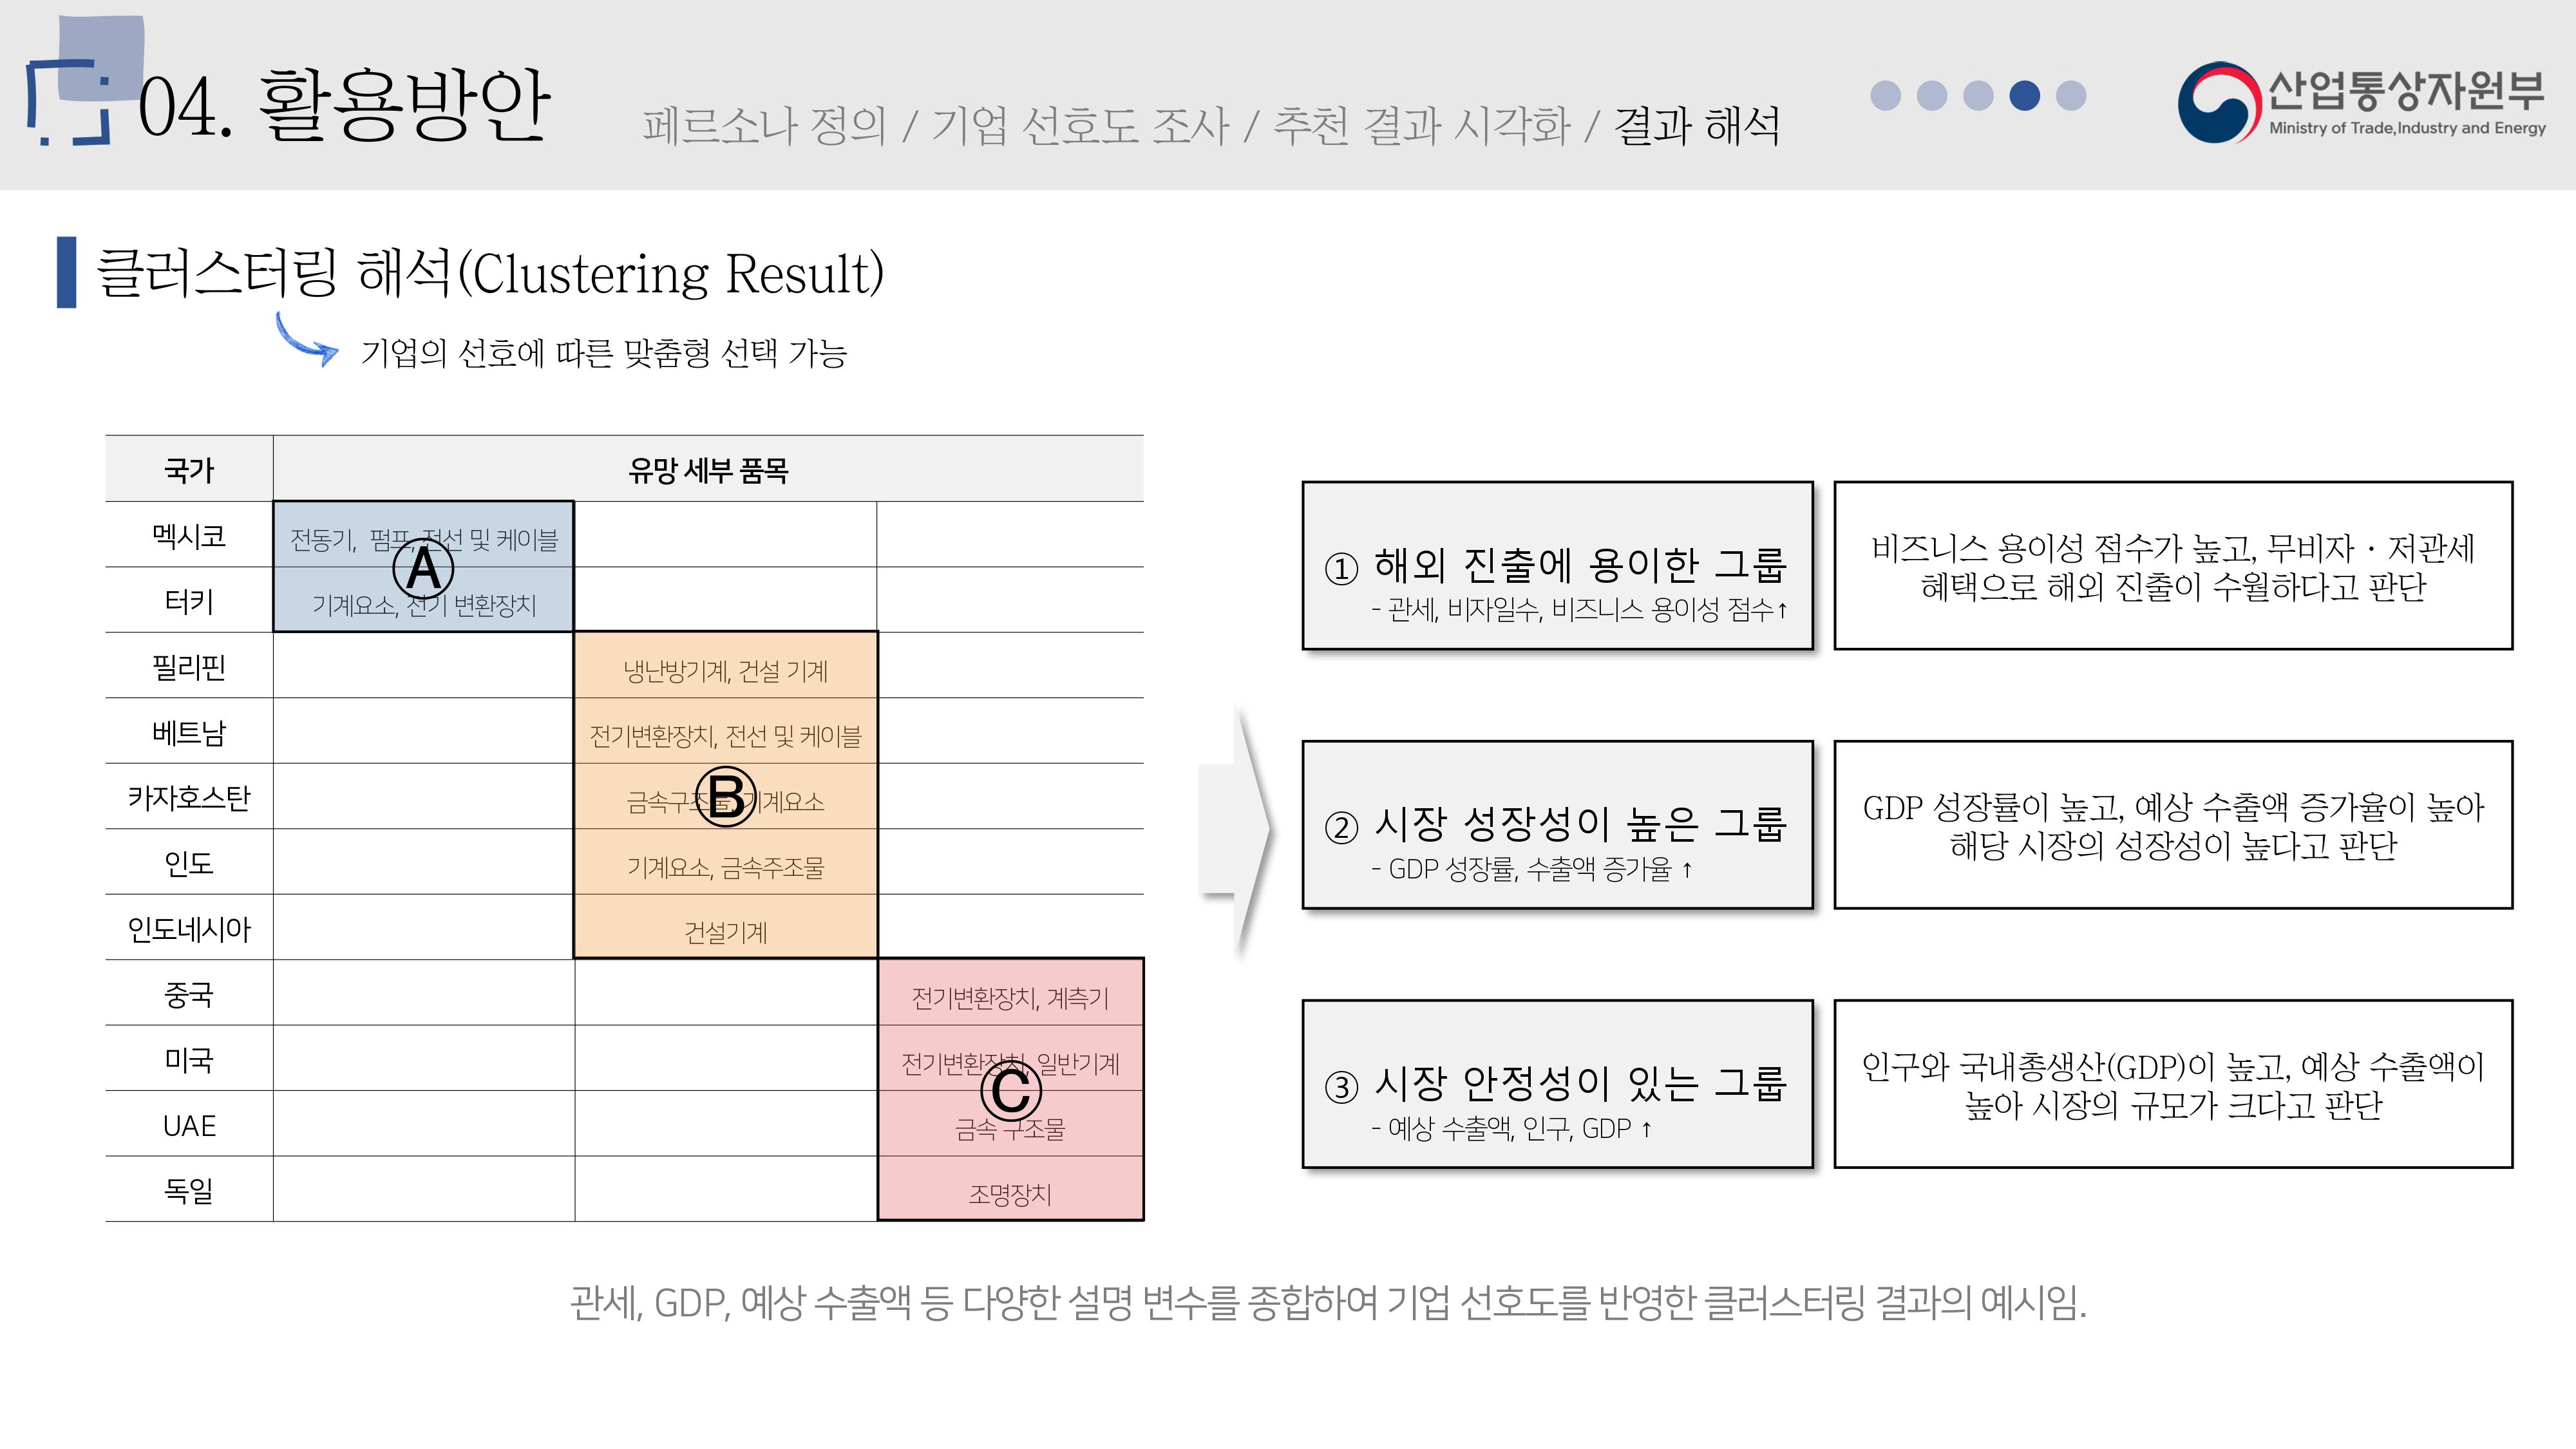 04. 활용방안
페르소나 정의 / 기업 선호도 조사 / 추천 결과 시각화 / 결과 해석
산업통상자원부
Ministry of Trade,Industry and Energy
클러스터링 해석(Clustering Result)
기업의 선호에 따른 맞춤형 선택 가능
국가 유망 세부 품목
멕시코 전동기, 펌프, 전선 및 케이블
Ⓐ
터키 기계요소, 전기 변환장치
필리핀 냉난방기계, 건설 기계
베트남 전기변환장치, 전선 및 케이블
카자호스탄 금속구조물, 기계요소
Ⓑ
인도 기계요소, 금속주조물
인도네시아 건설기계
중국 전기변환장치, 계측기
미국 전기변환장치, 일반기계
Ⓒ
UAE 금속 구조물
독일 조명장치
① 해외 진출에 용이한 그룹
- 관세, 비자일수, 비즈니스 용이성 점수↑
비즈니스 용이성 점수가 높고, 무비자 · 저관세
혜택으로 해외 진출이 수월하다고 판단
② 시장 성장성이 높은 그룹
- GDP 성장률, 수출액 증가율 ↑
GDP 성장률이 높고, 예상 수출액 증가율이 높아
해당 시장의 성장성이 높다고 판단
③ 시장 안정성이 있는 그룹
- 예상 수출액, 인구, GDP ↑
인구와 국내총생산(GDP)이 높고, 예상 수출액이
높아 시장의 규모가 크다고 판단
관세, GDP, 예상 수출액 등 다양한 설명 변수를 종합하여 기업 선호도를 반영한 클러스터링 결과의 예시임.